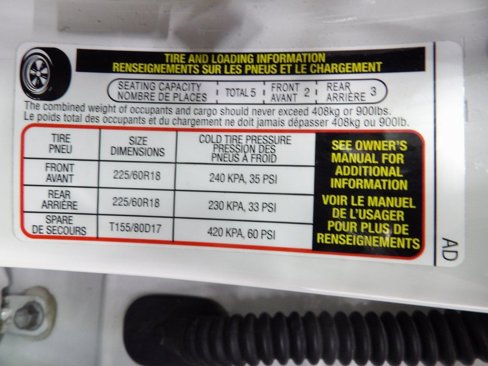 TIRE AND LOADING INFORMATION
RENSEIGNEMENTS SUR LES PNEUS ET LE CHARGEMENT
SEATING CAPACITY
NOMBRE DE PLACES
TOTAL 5
FRONT
AVANT 2
REAR
ARRIÈRE 3
The combined weight of occupants and cargo should never exceed 408kg or 900lbs.
Le poids total des occupants et du chargement ne doit jamais dépasser 408kg ou 900lb.
TIRE
PNEU
SIZE
DIMENSIONS
COLD TIRE PRESSURE
PRESSION DES
PNEUS À FROID
FRONT
AVANT
225/60R18
240 KPA, 35 PSI
REAR
ARRIÈRE
225/60R18
230 KPA, 33 PSI
SPARE
DE SECOURS
T155/80D17
420 KPA, 60 PSI
SEE OWNER'S
MANUAL FOR
ADDITIONAL
INFORMATION
VOIR LE MANUEL
DE L'USAGER
POUR PLUS DE
RENSEIGNEMENTS
AD